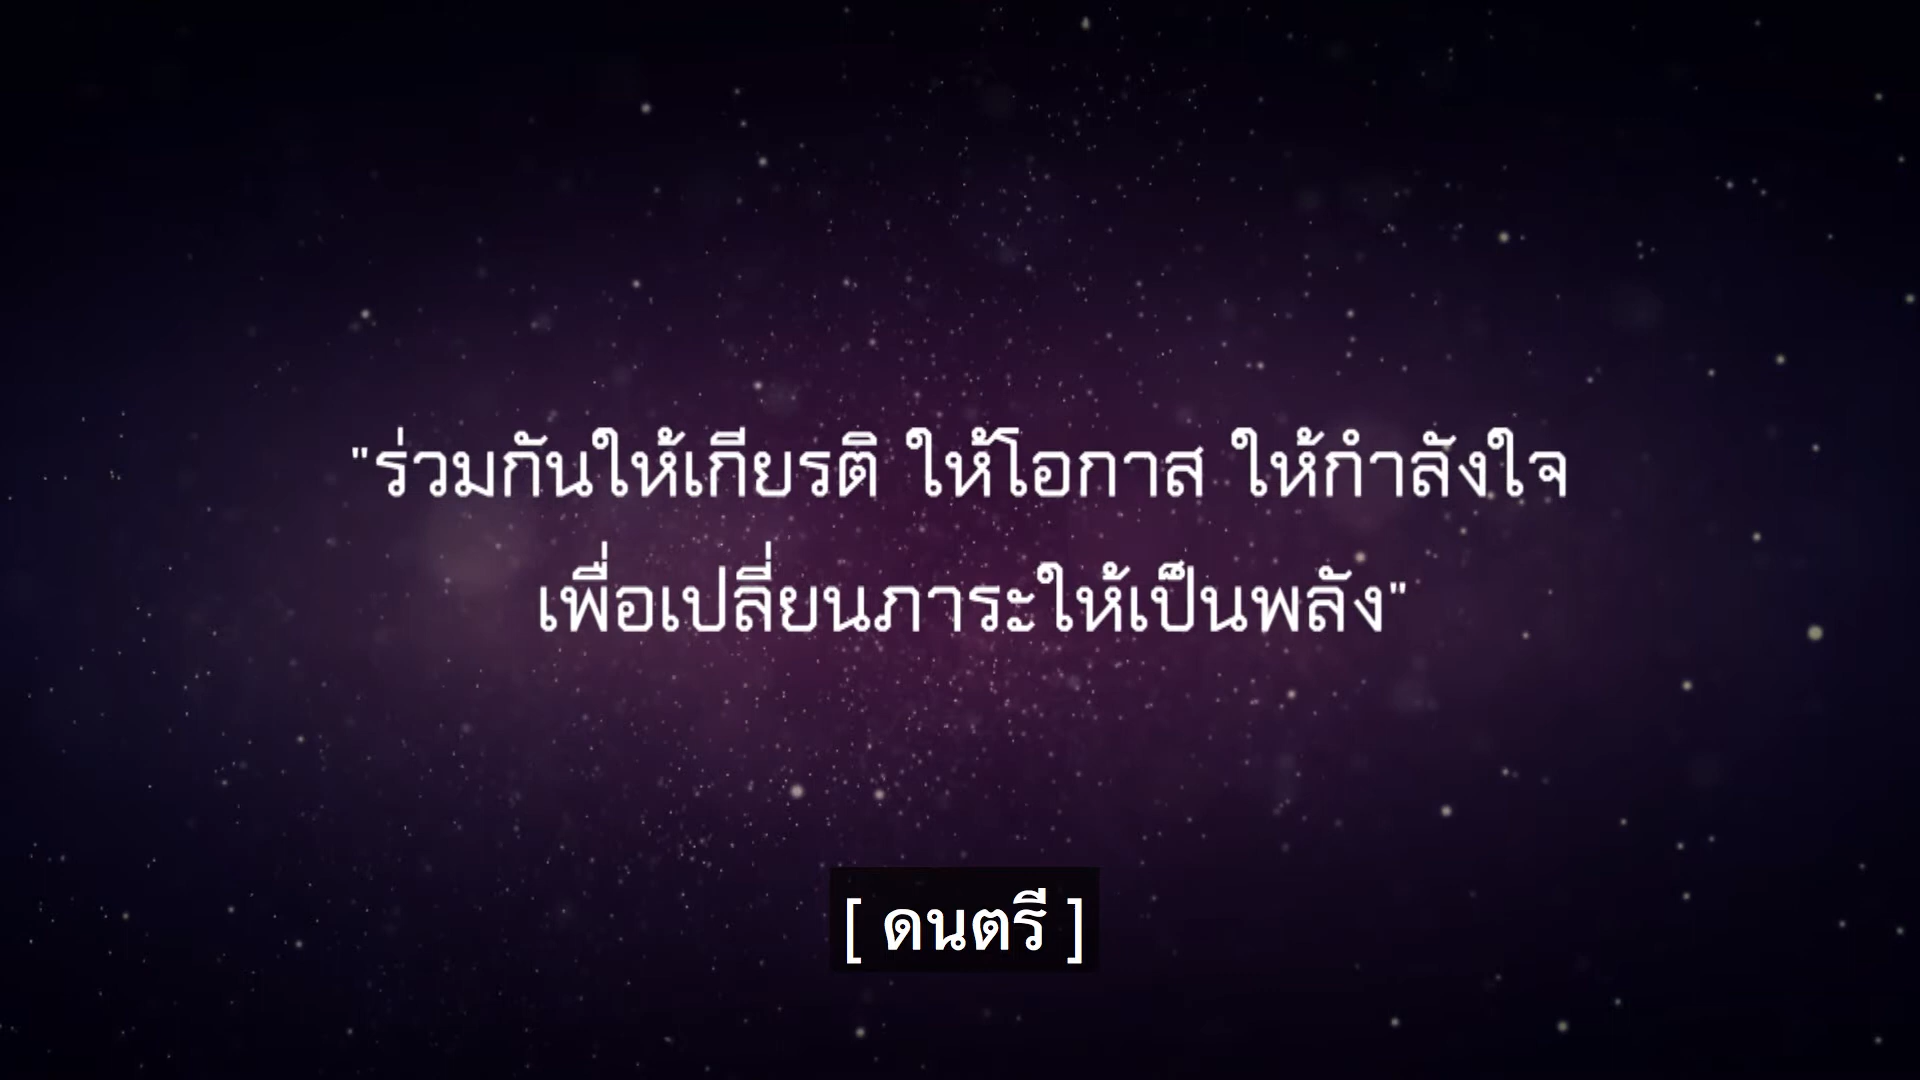 "ร่วมกันให้เกียรติ ให้โอกาส ให้กำลังใจ
เพื่อเปลี่ยนภาระให้เป็นพลัง"
[ ดนตรี ]